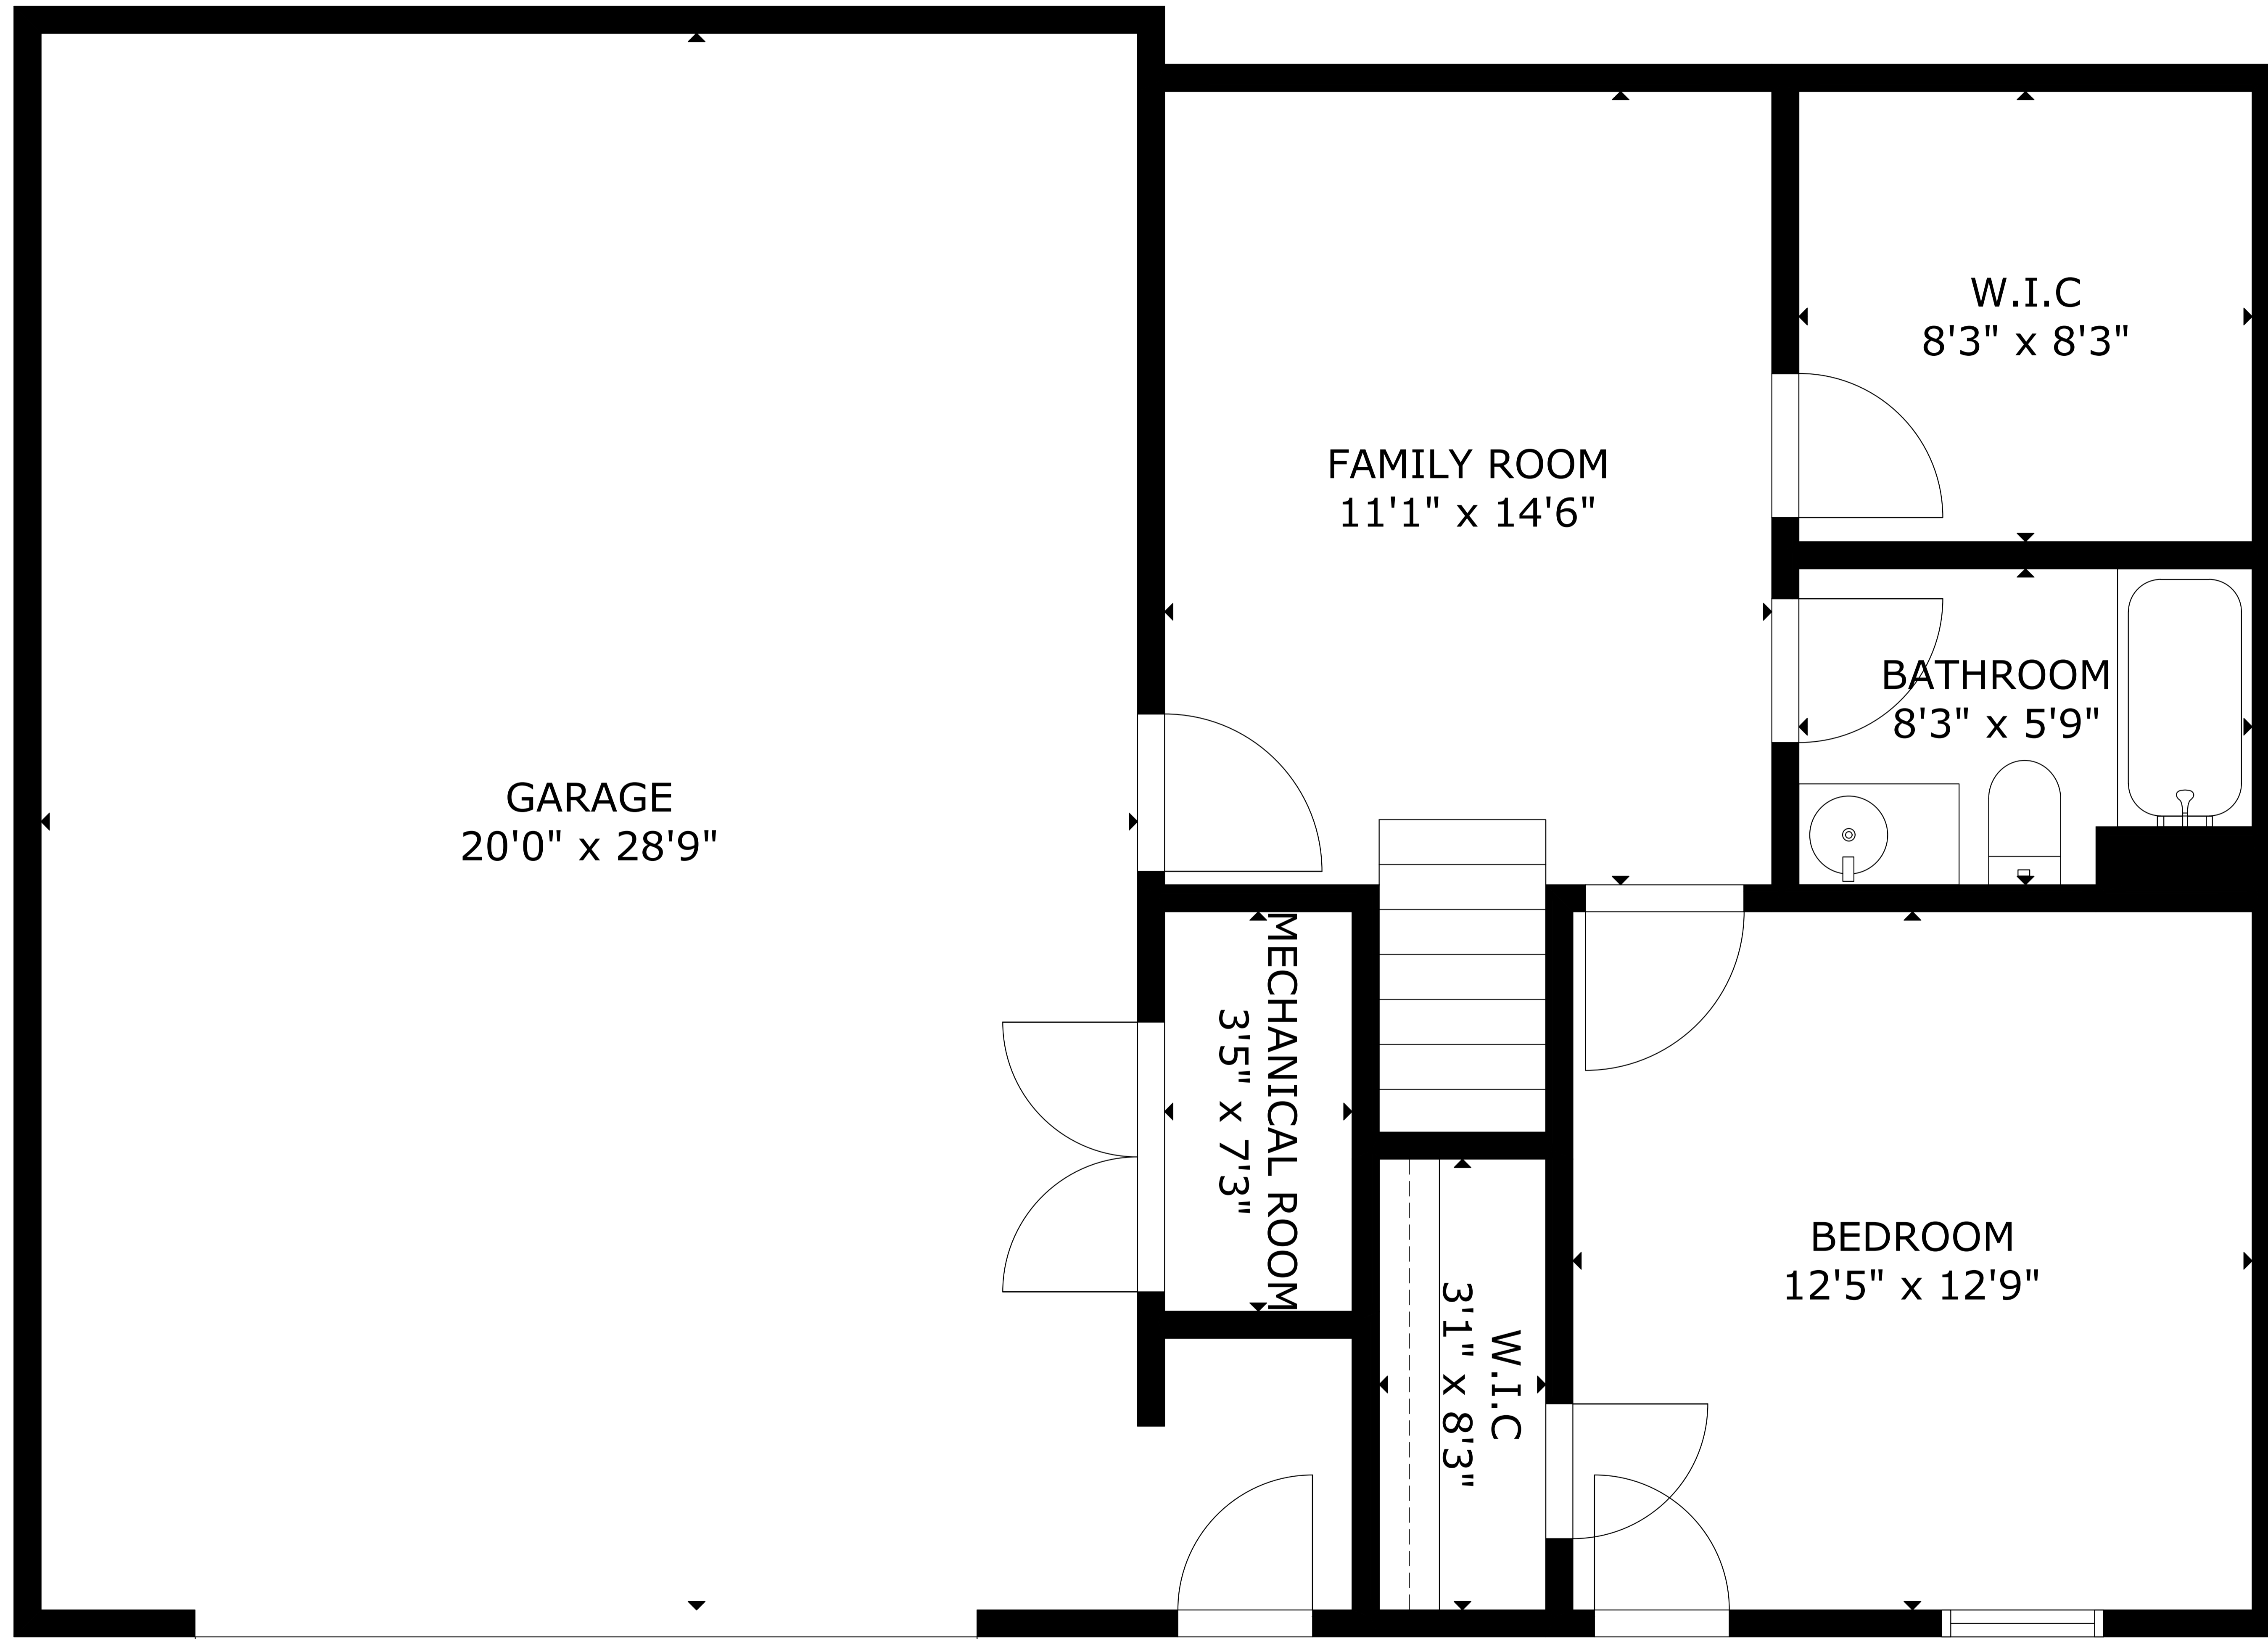 W.I.C
8'3" x 8'3"
FAMILY ROOM
11'1" x 14'6"
BATHROOM
8'3" x 5'9"
GARAGE
20'0" x 28'9"
MECHANICAL ROOM
3'5" x 7'3"
BEDROOM
12'5" x 12'9"
W.I.C
3'1" x 8'3"